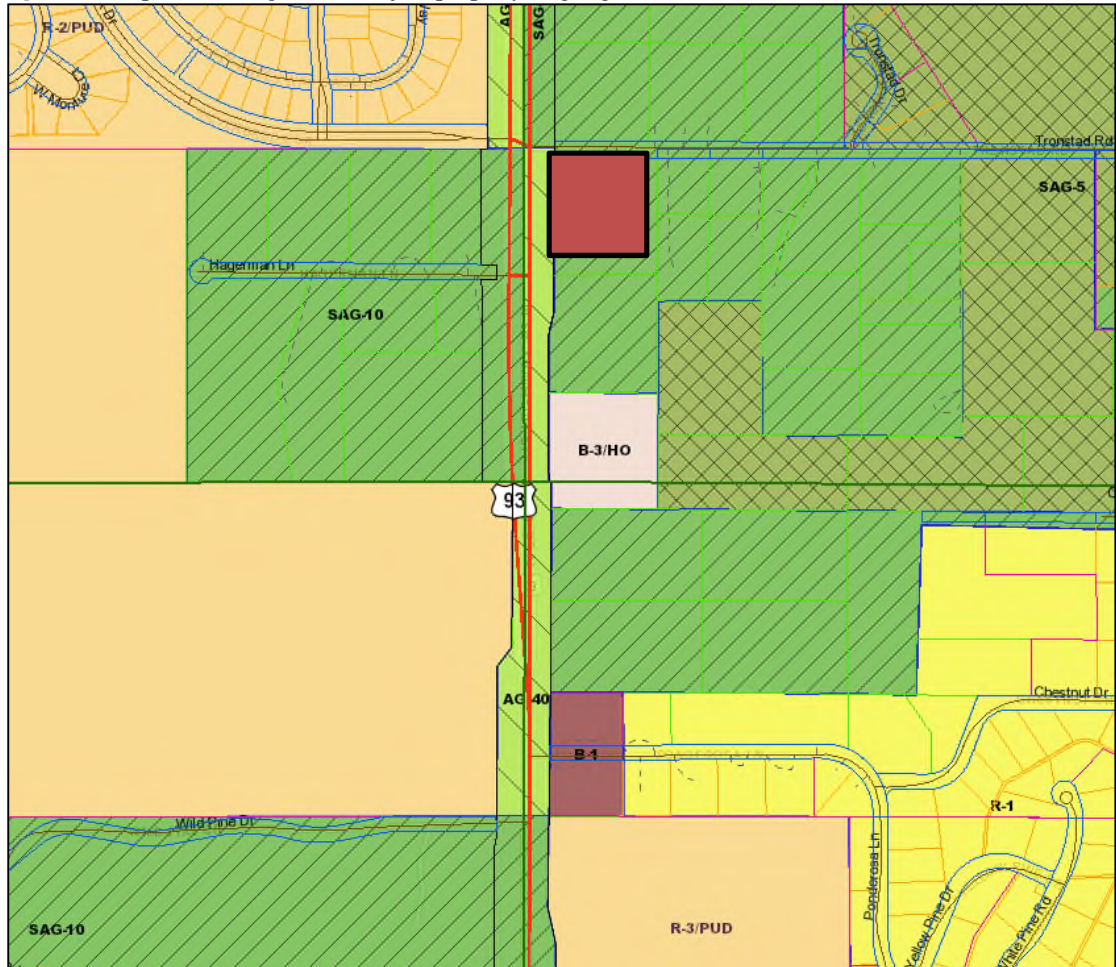 R-2/PUD
W-Monture Ct
AG-
SAG-
Tronstad Dr
Tronstad Rd
SAG-5
Hagerman Ln
SAG-10
B-3/HO
93
AG-40
Chestnut Dr
B-1
R-1
Wild Pine Dr
Ponderosa Ln
Yellow Pine Dr
White Pine Rd
R-3/PUD
SAG-10